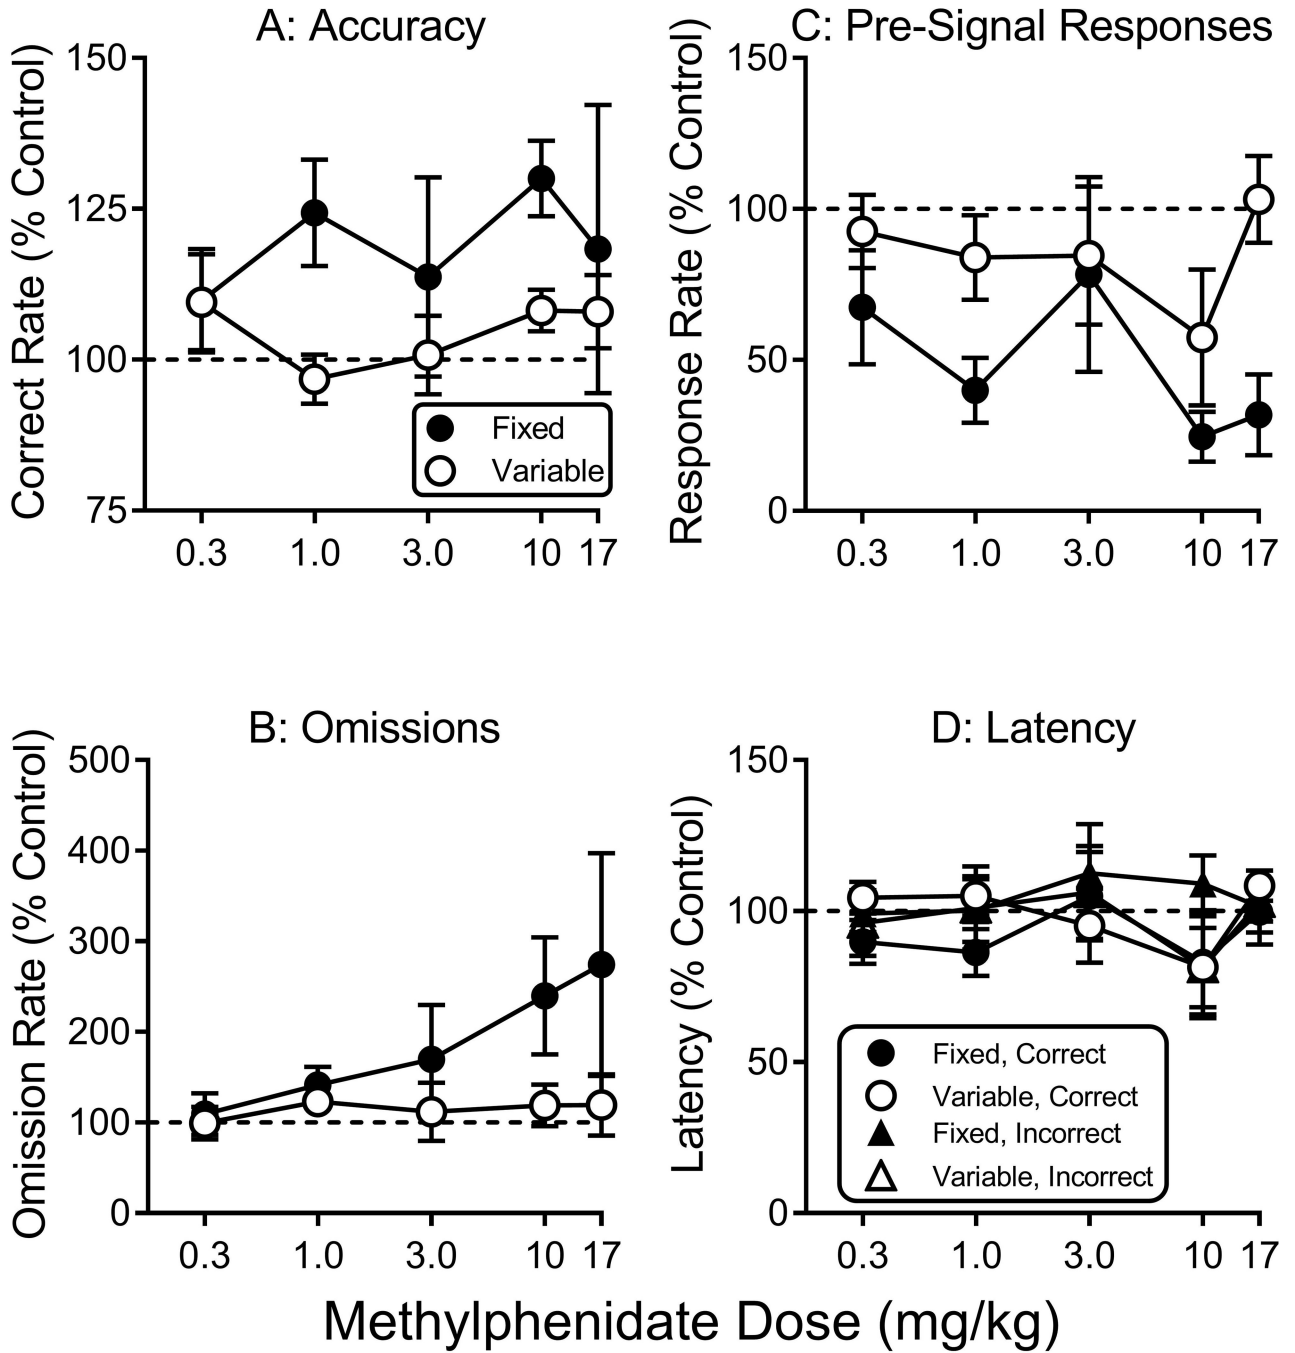 A: Accuracy
Correct Rate (% Control)
150
125
100
75
0.3 1.0 3.0 10 17
Fixed
Variable
C: Pre-Signal Responses
Response Rate (% Control)
150
100
50
0
0.3 1.0 3.0 10 17
B: Omissions
Omission Rate (% Control)
500
400
300
200
100
0
0.3 1.0 3.0 10 17
D: Latency
Latency (% Control)
150
100
50
0
Fixed, Correct
Variable, Correct
Fixed, Incorrect
Variable, Incorrect
0.3 1.0 3.0 10 17
Methylphenidate Dose (mg/kg)